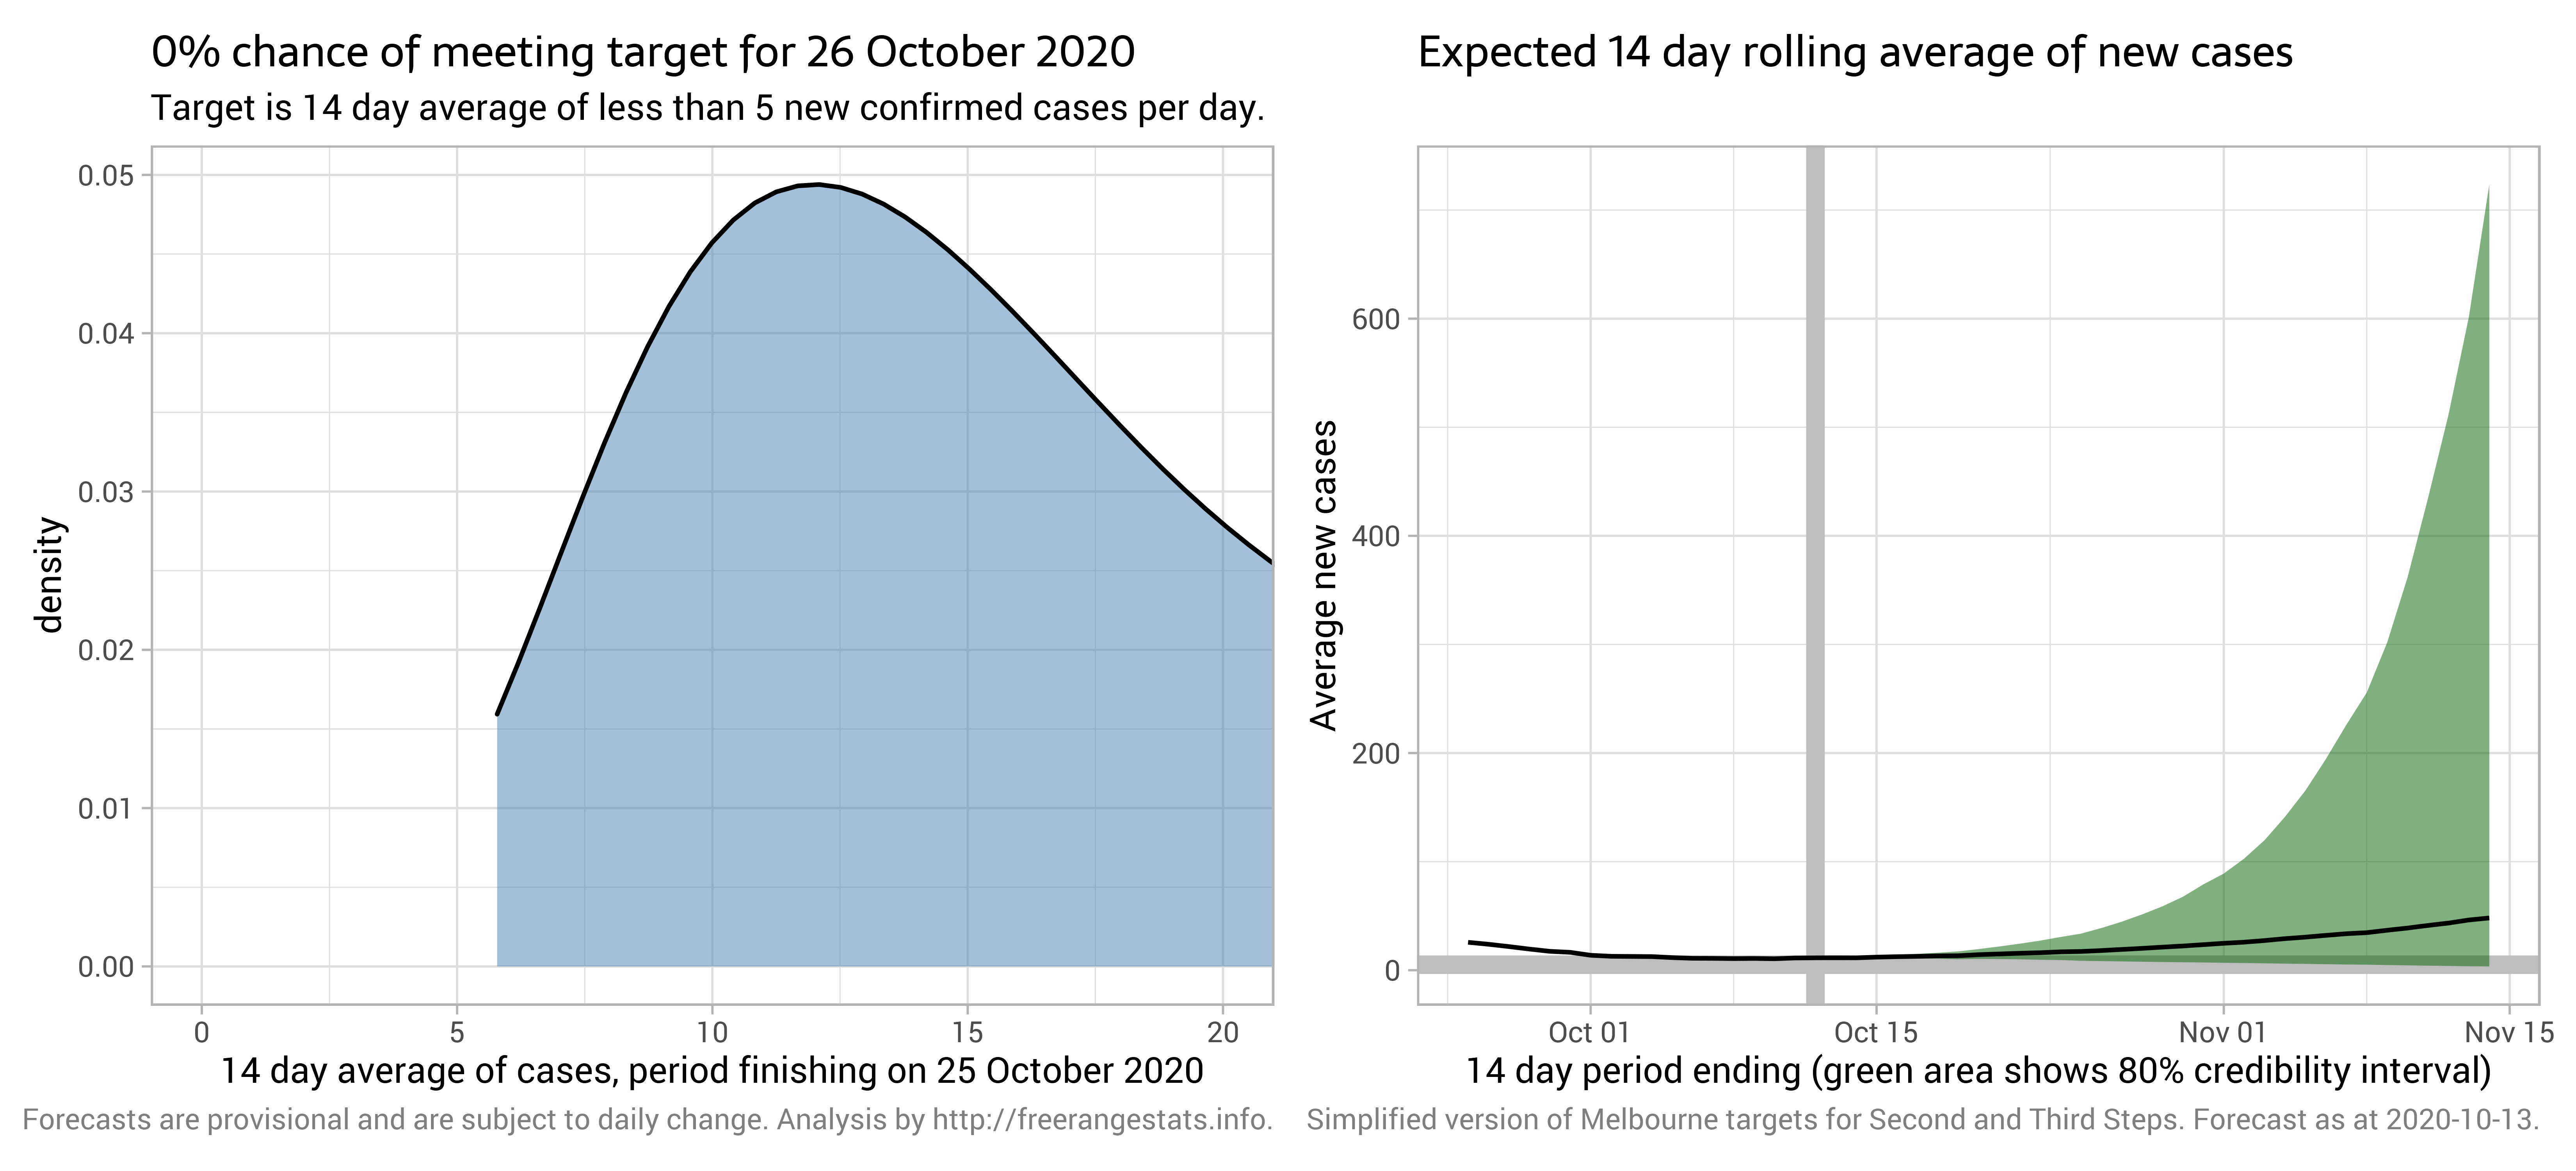 0% chance of meeting target for 26 October 2020
Target is 14 day average of less than 5 new confirmed cases per day.
density
0.05
0.04
0.03
0.02
0.01
0.00
0 5 10 15 20
14 day average of cases, period finishing on 25 October 2020
Forecasts are provisional and are subject to daily change. Analysis by http://freerangestats.info.
Expected 14 day rolling average of new cases
Average new cases
600
400
200
0
Oct 01 Oct 15 Nov 01 Nov 15
14 day period ending (green area shows 80% credibility interval)
Simplified version of Melbourne targets for Second and Third Steps. Forecast as at 2020-10-13.